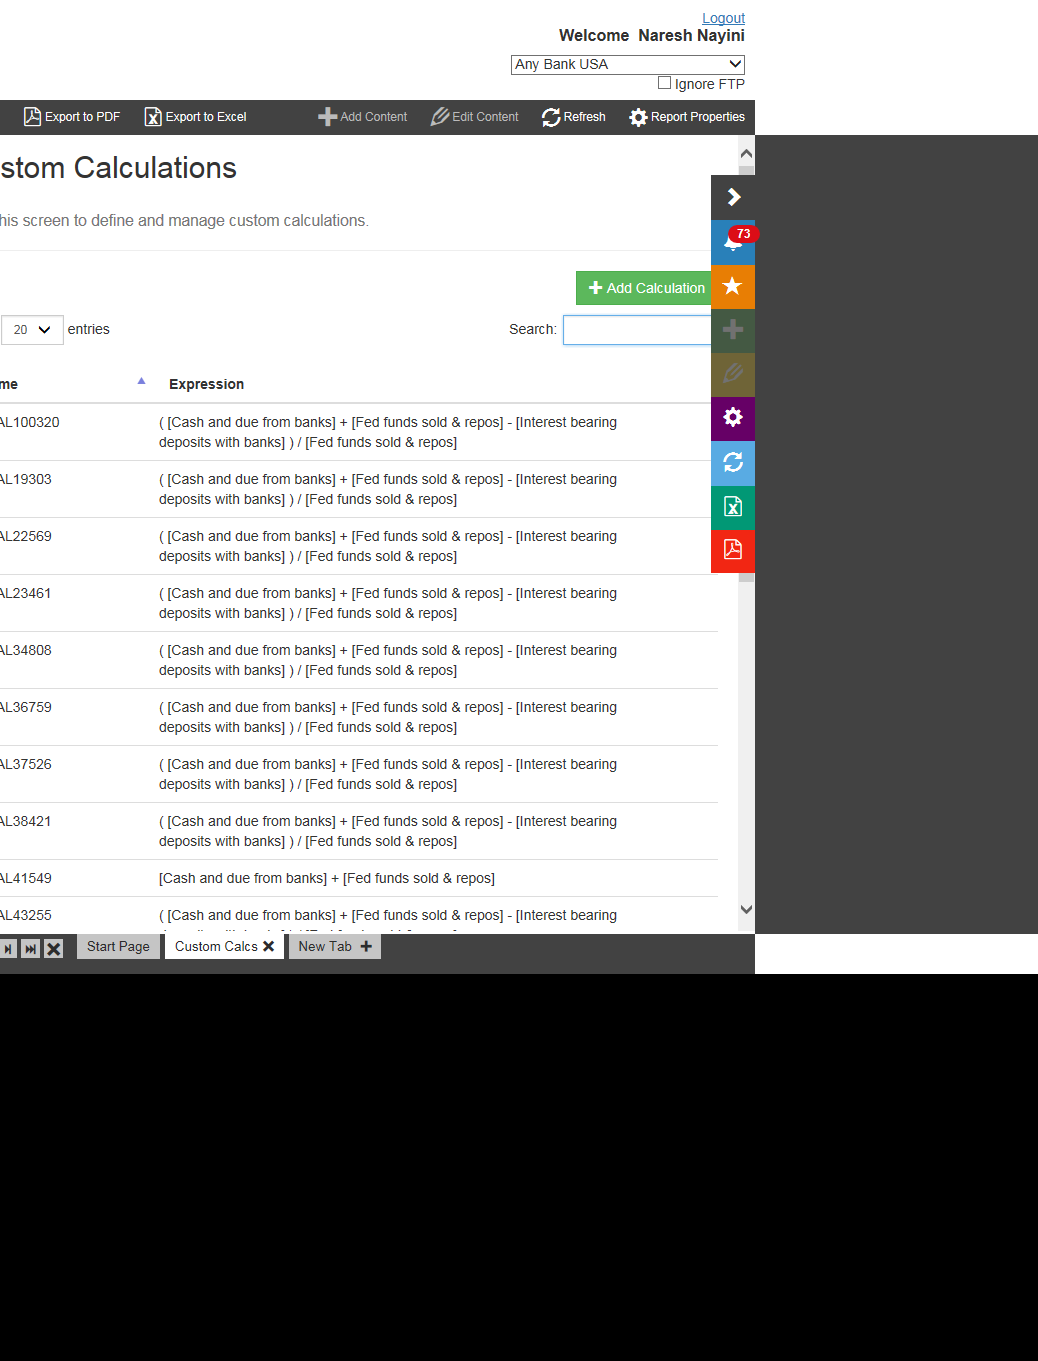 Logout
Welcome Naresh Nayini
Any Bank USA
Ignore FTP
Export to PDF Export to Excel Add Content Edit Content Refresh Report Properties
stom Calculations
his screen to define and manage custom calculations.
73
Add Calculation
20 entries Search:
me Expression
AL100320 ( [Cash and due from banks] + [Fed funds sold & repos] - [Interest bearing
deposits with banks] ) / [Fed funds sold & repos]
AL19303 ( [Cash and due from banks] + [Fed funds sold & repos] - [Interest bearing
deposits with banks] ) / [Fed funds sold & repos]
AL22569 ( [Cash and due from banks] + [Fed funds sold & repos] - [Interest bearing
deposits with banks] ) / [Fed funds sold & repos]
AL23461 ( [Cash and due from banks] + [Fed funds sold & repos] - [Interest bearing
deposits with banks] ) / [Fed funds sold & repos]
AL34808 ( [Cash and due from banks] + [Fed funds sold & repos] - [Interest bearing
deposits with banks] ) / [Fed funds sold & repos]
AL36759 ( [Cash and due from banks] + [Fed funds sold & repos] - [Interest bearing
deposits with banks] ) / [Fed funds sold & repos]
AL37526 ( [Cash and due from banks] + [Fed funds sold & repos] - [Interest bearing
deposits with banks] ) / [Fed funds sold & repos]
AL38421 ( [Cash and due from banks] + [Fed funds sold & repos] - [Interest bearing
deposits with banks] ) / [Fed funds sold & repos]
AL41549 [Cash and due from banks] + [Fed funds sold & repos]
AL43255 ( [Cash and due from banks] + [Fed funds sold & repos] - [Interest bearing
Start Page Custom Calcs New Tab